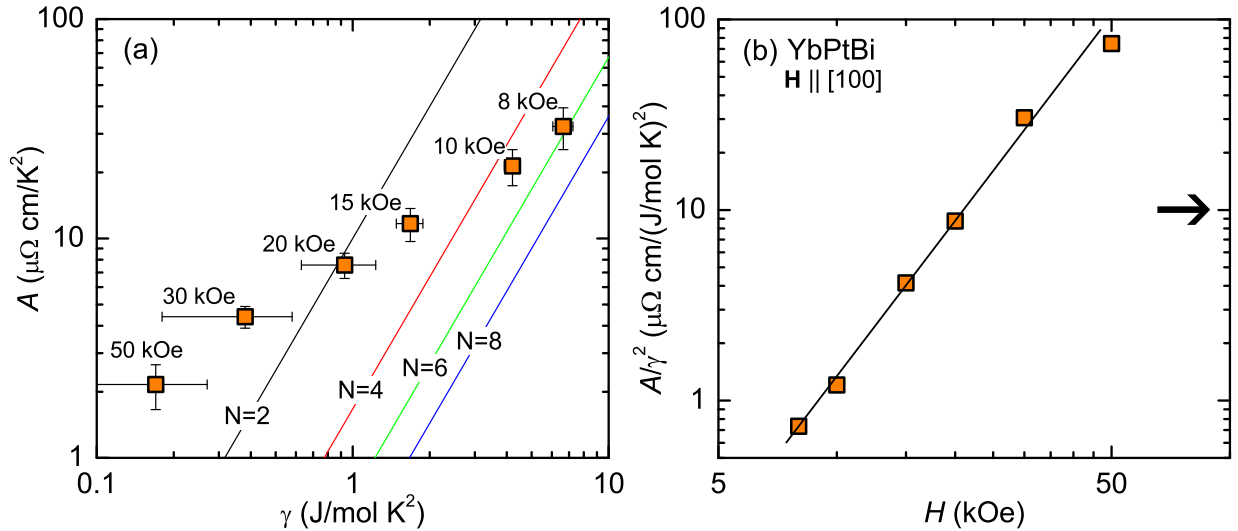 (a)
100
10
1
A (μΩ cm/K²)
8 kOe
10 kOe
15 kOe
20 kOe
30 kOe
50 kOe
N=2
N=4
N=6
N=8
0.1
1
10
γ (J/mol K²)
(b) YbPtBi
H || [100]
100
10
1
A/γ² (μΩ cm/(J/mol K)²)
5
50
H (kOe)